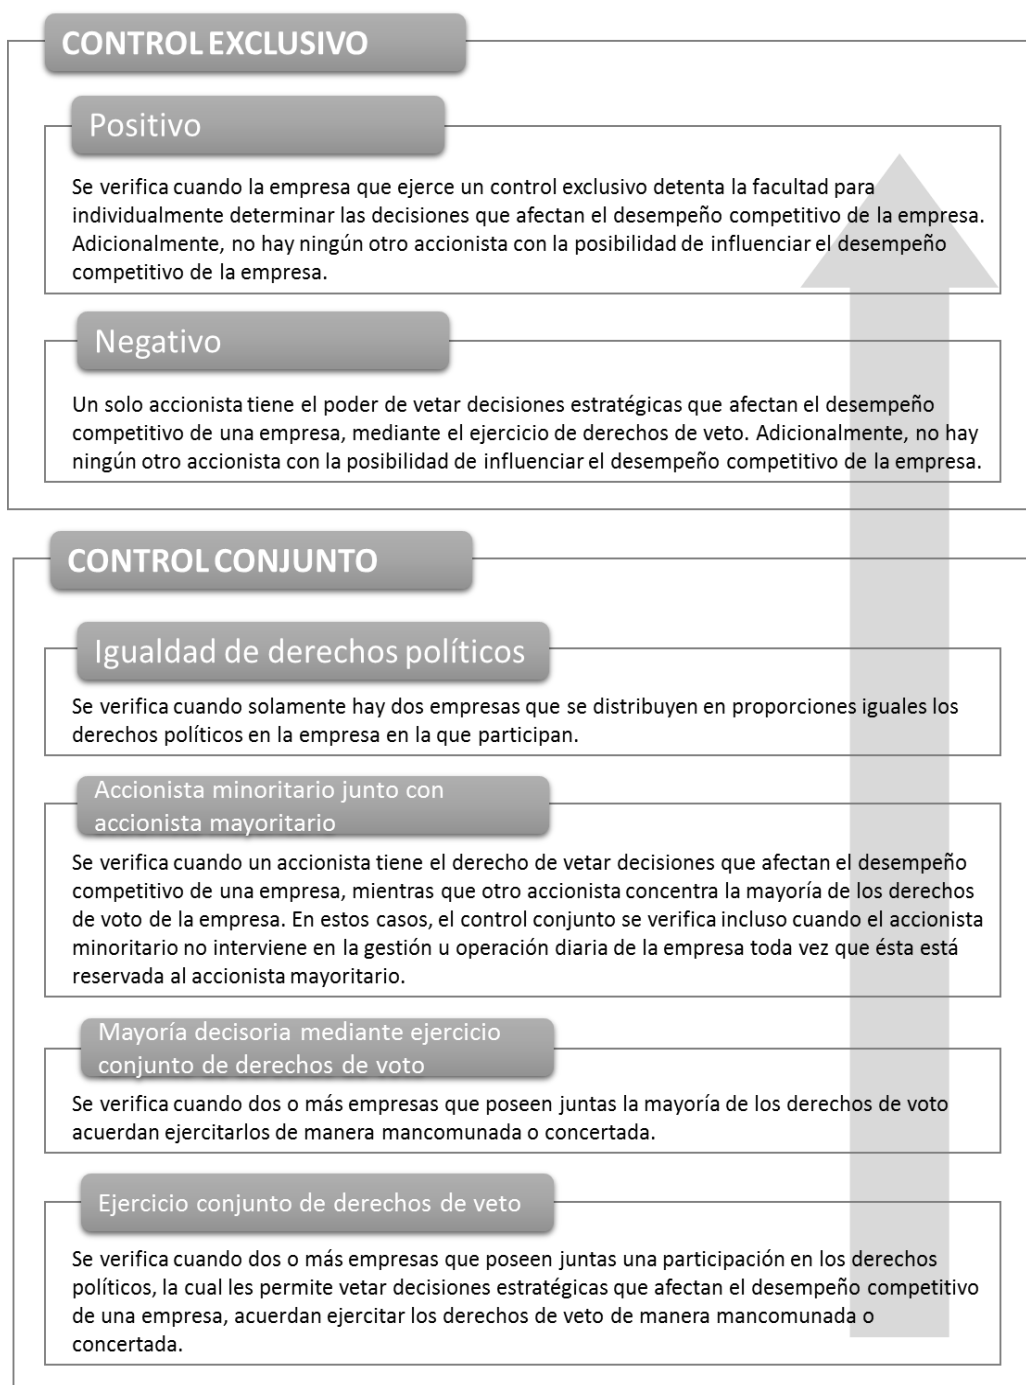 CONTROL EXCLUSIVO
Positivo
Se verifica cuando la empresa que ejerce un control exclusivo detenta la facultad para
individualmente determinar las decisiones que afectan el desempeño competitivo de la empresa.
Adicionalmente, no hay ningún otro accionista con la posibilidad de influenciar el desempeño
competitivo de la empresa.
Negativo
Un solo accionista tiene el poder de vetar decisiones estratégicas que afectan el desempeño
competitivo de una empresa, mediante el ejercicio de derechos de veto. Adicionalmente, no hay
ningún otro accionista con la posibilidad de influenciar el desempeño competitivo de la empresa.
CONTROL CONJUNTO
Igualdad de derechos políticos
Se verifica cuando solamente hay dos empresas que se distribuyen en proporciones iguales los
derechos políticos en la empresa en la que participan.
Accionista minoritario junto con
accionista mayoritario
Se verifica cuando un accionista tiene el derecho de vetar decisiones que afectan el desempeño
competitivo de una empresa, mientras que otro accionista concentra la mayoría de los derechos
de voto de la empresa. En estos casos, el control conjunto se verifica incluso cuando el accionista
minoritario no interviene en la gestión u operación diaria de la empresa toda vez que ésta está
reservada al accionista mayoritario.
Mayoría decisoria mediante ejercicio
conjunto de derechos de voto
Se verifica cuando dos o más empresas que poseen juntas la mayoría de los derechos de voto
acuerdan ejercitarlos de manera mancomunada o concertada.
Ejercicio conjunto de derechos de veto
Se verifica cuando dos o más empresas que poseen juntas una participación en los derechos
políticos, la cual les permite vetar decisiones estratégicas que afectan el desempeño competitivo
de una empresa, acuerdan ejercitar los derechos de veto de manera mancomunada o
concertada.